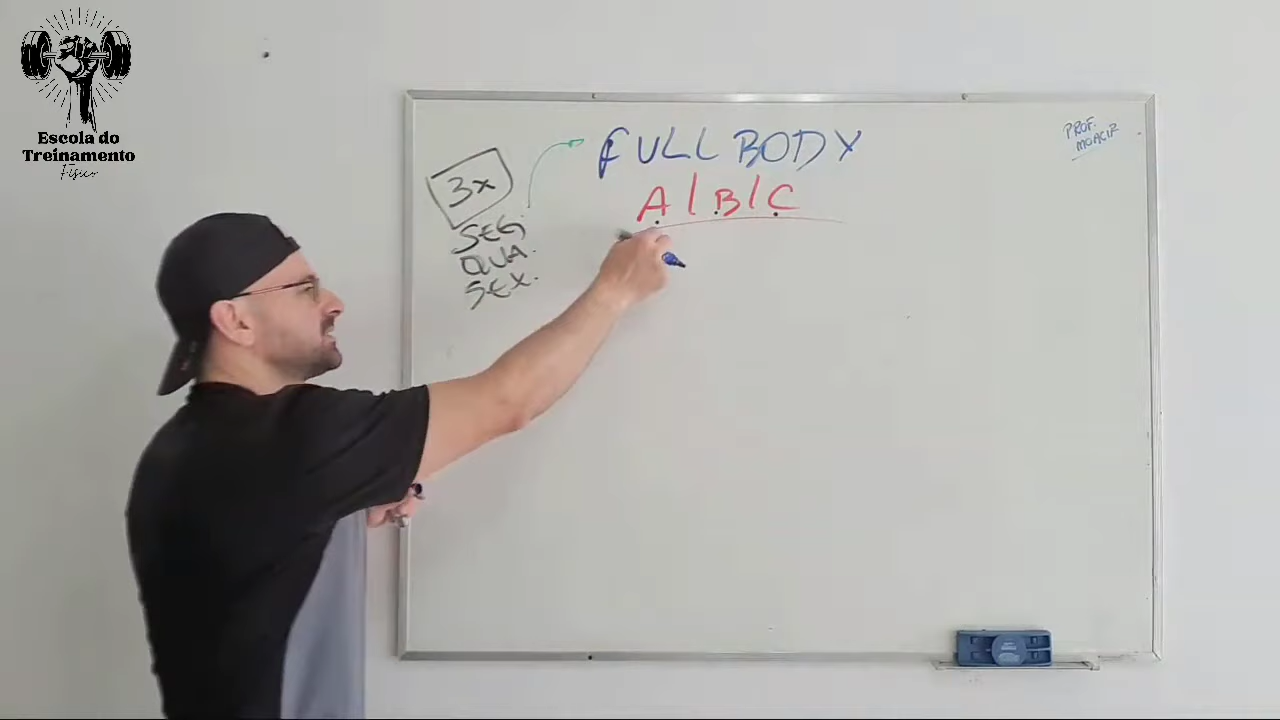 Escola do
Treinamento
Físico
FULL BODY
A/B/C
3x
SEG
QUA.
SEX.
PROF.
MOACIR